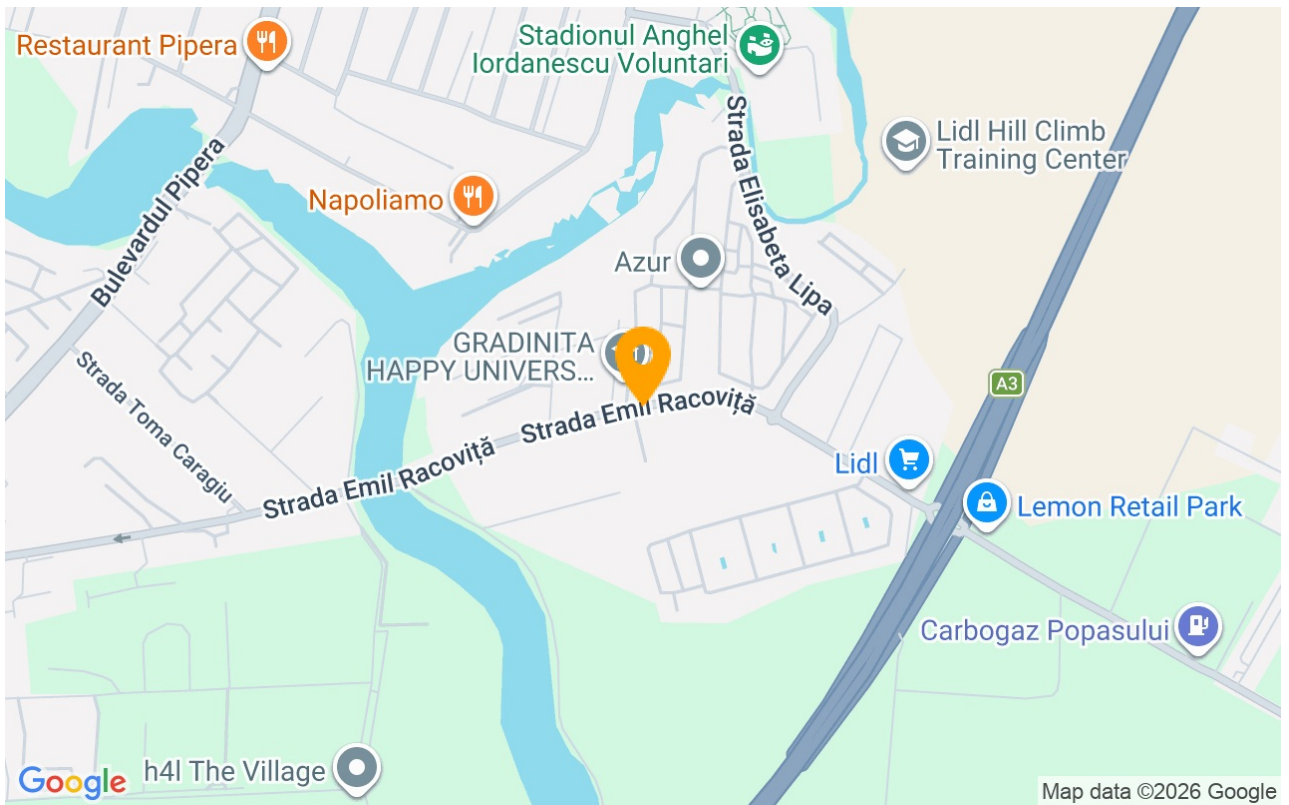 Restaurant Pipera
Stadionul Anghel
Iordanescu Voluntari
Lidl Hill Climb
Training Center
Strada Elisabeta Lipa
Bulevardul Pipera
Napoliamo
Azur
GRADINITA
HAPPY UNIVERS...
A3
Strada Toma Caragiu
Strada Emil Racoviță
Strada Emil Racoviță
Lidl
Lemon Retail Park
Carbogaz Popasului
h4l The Village
Google
Map data ©2026 Google